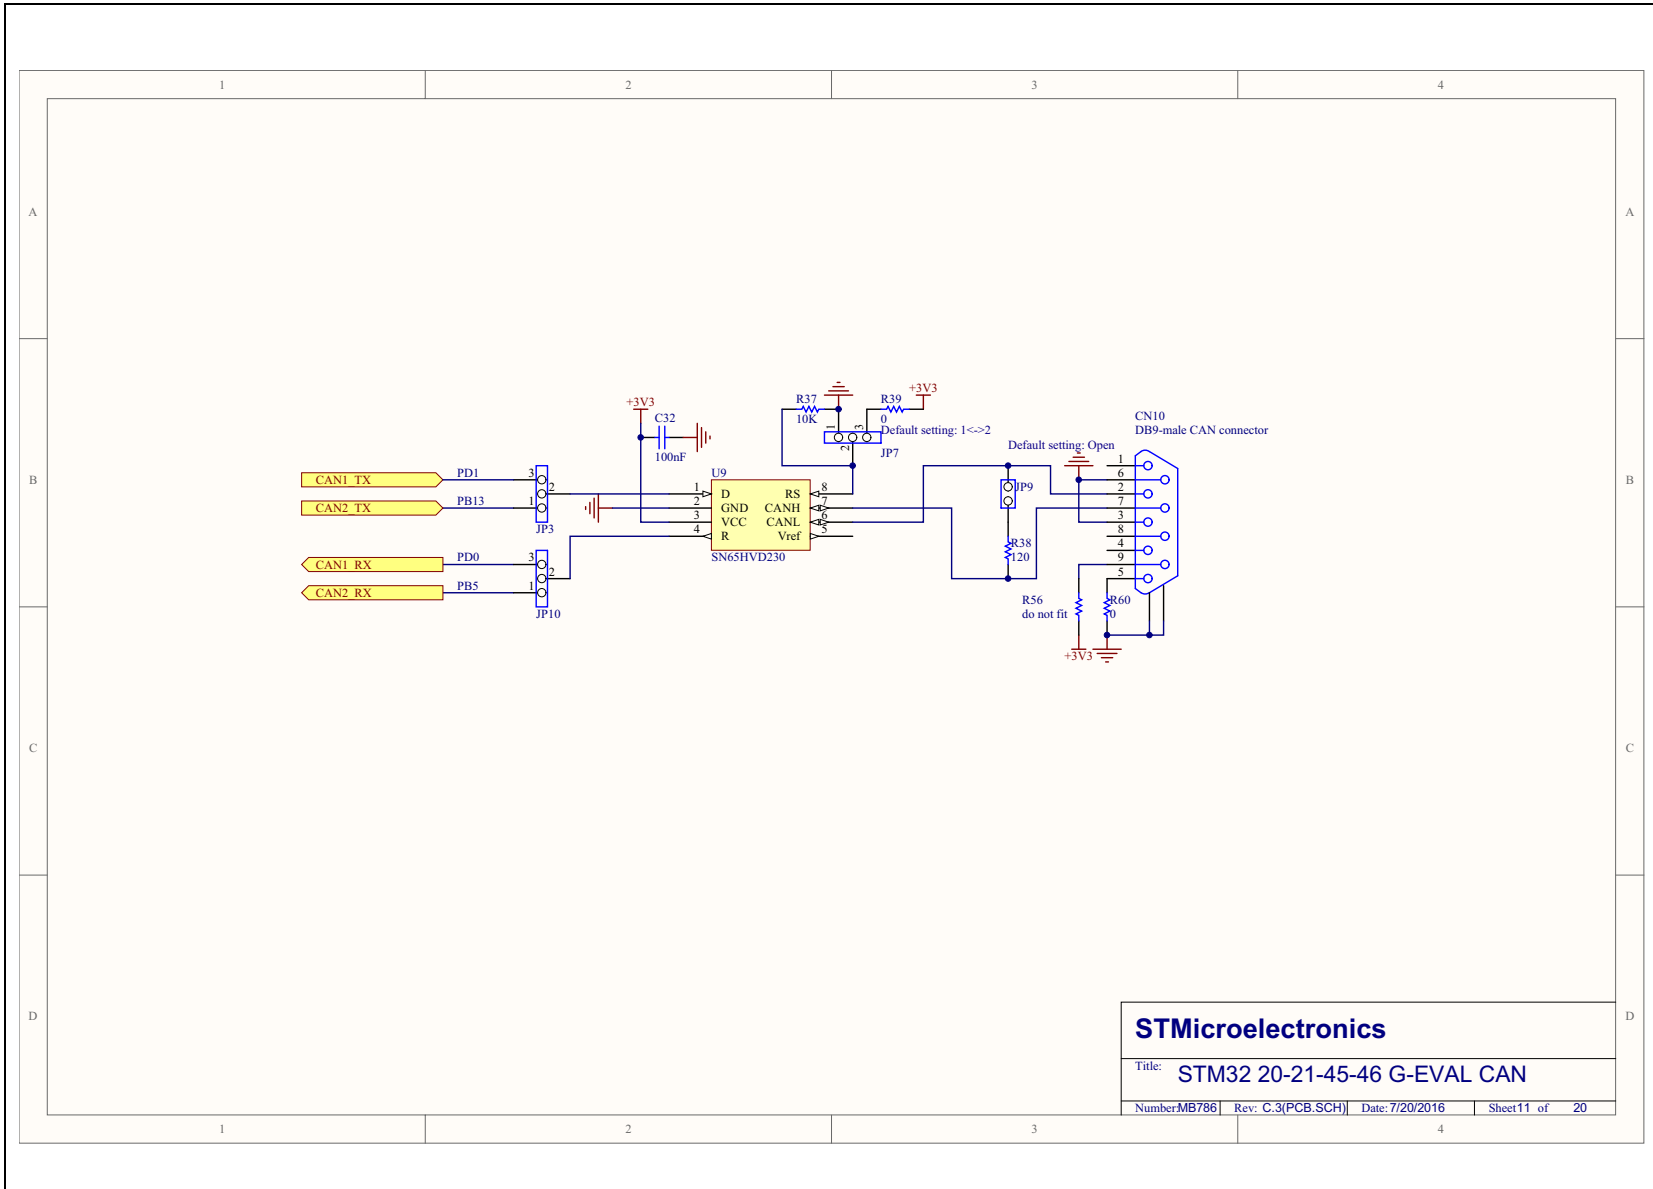 1 2 3 4
A A
+3V3
C32
100nF
R37
10K
R39
0
+3V3
1
3
2
Default setting: 1<->2
JP7
CN10
DB9-male CAN connector
Default setting: Open
B B
CAN1_TX PD1 3
2
CAN2_TX PB13 1
JP3
CAN1_RX PD0 3
2
CAN2_RX PB5 1
JP10
U9
1 D RS 8
2 GND CANH 7
3 VCC CANL 6
4 R Vref 5
SN65HVD230
JP9
R38
120
1
6
2
7
3
8
4
9
5
R56
do not fit
R60
0
+3V3
C C
D D
STMicroelectronics
Title: STM32 20-21-45-46 G-EVAL CAN
Number:MB786 Rev: C.3(PCB.SCH) Date: 7/20/2016 Sheet 11 of 20
1 2 3 4